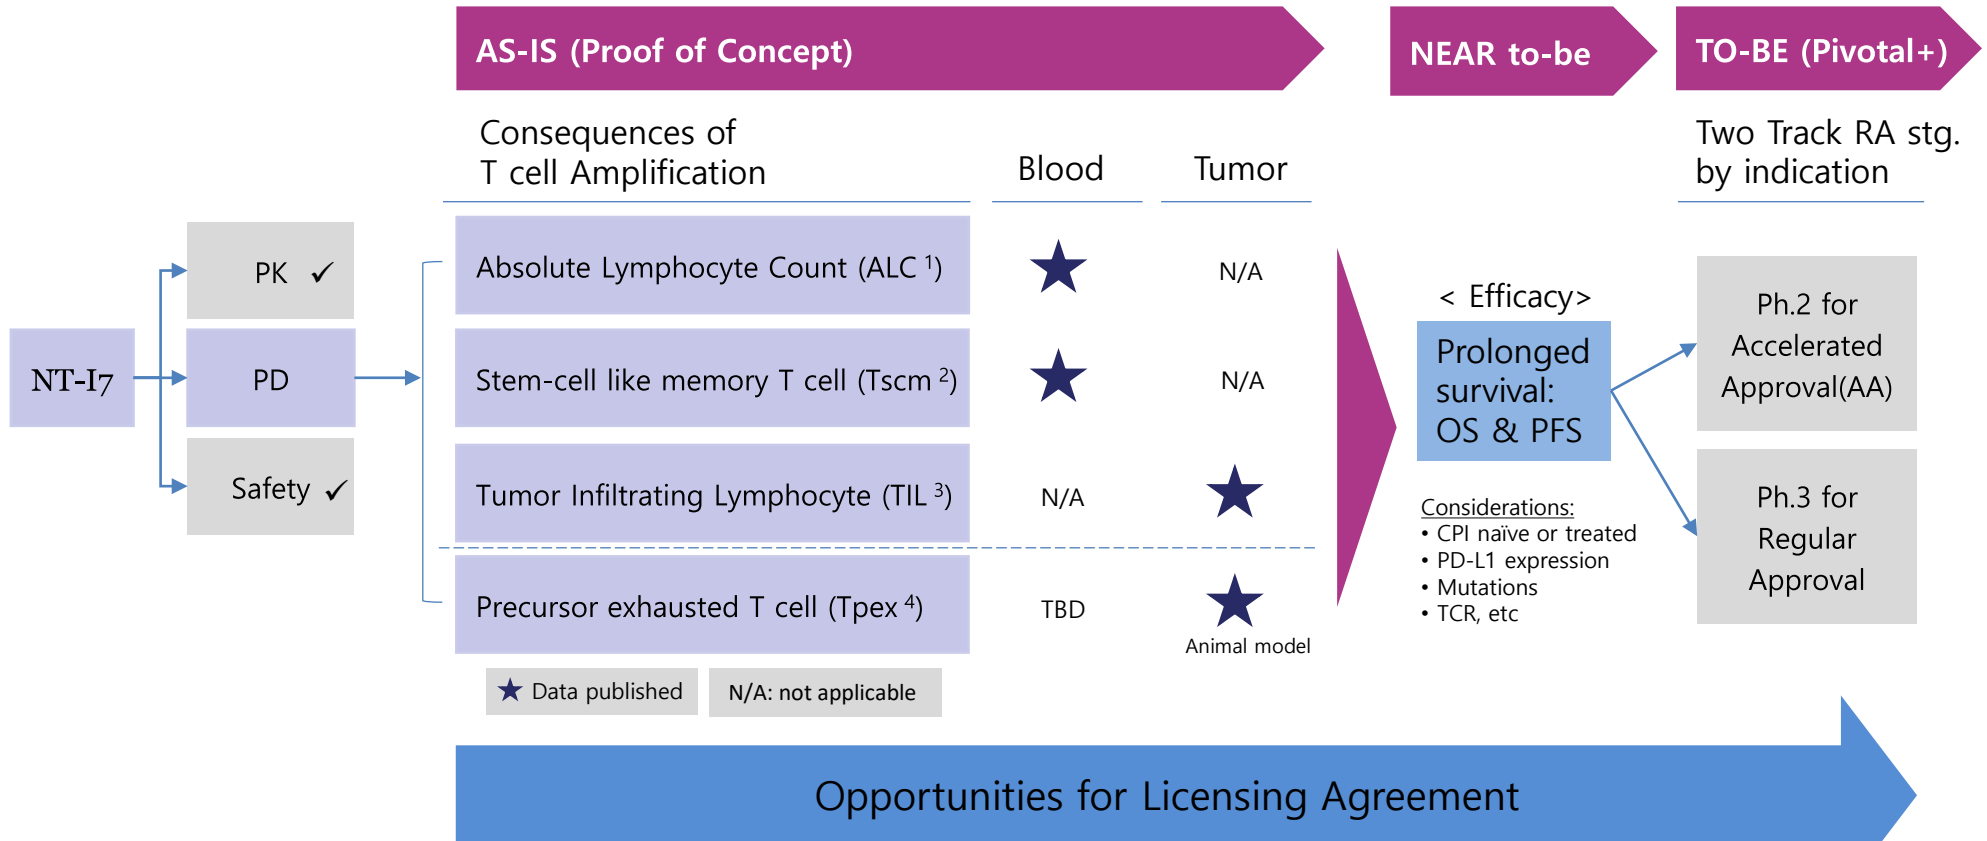 AS-IS (Proof of Concept)
NEAR to-be
TO-BE (Pivotal+)
Consequences of
T cell Amplification
Blood
Tumor
Two Track RA stg.
by indication
NT-I7
PK ✓
PD
Safety ✓
Absolute Lymphocyte Count (ALC 1)
N/A
Stem-cell like memory T cell (Tscm 2)
N/A
Tumor Infiltrating Lymphocyte (TIL 3)
N/A
Precursor exhausted T cell (Tpex 4)
TBD
Animal model
★ Data published
N/A: not applicable
< Efficacy>
Prolonged
survival:
OS & PFS
Considerations:
• CPI naïve or treated
• PD-L1 expression
• Mutations
• TCR, etc
Ph.2 for
Accelerated
Approval(AA)
Ph.3 for
Regular
Approval
Opportunities for Licensing Agreement